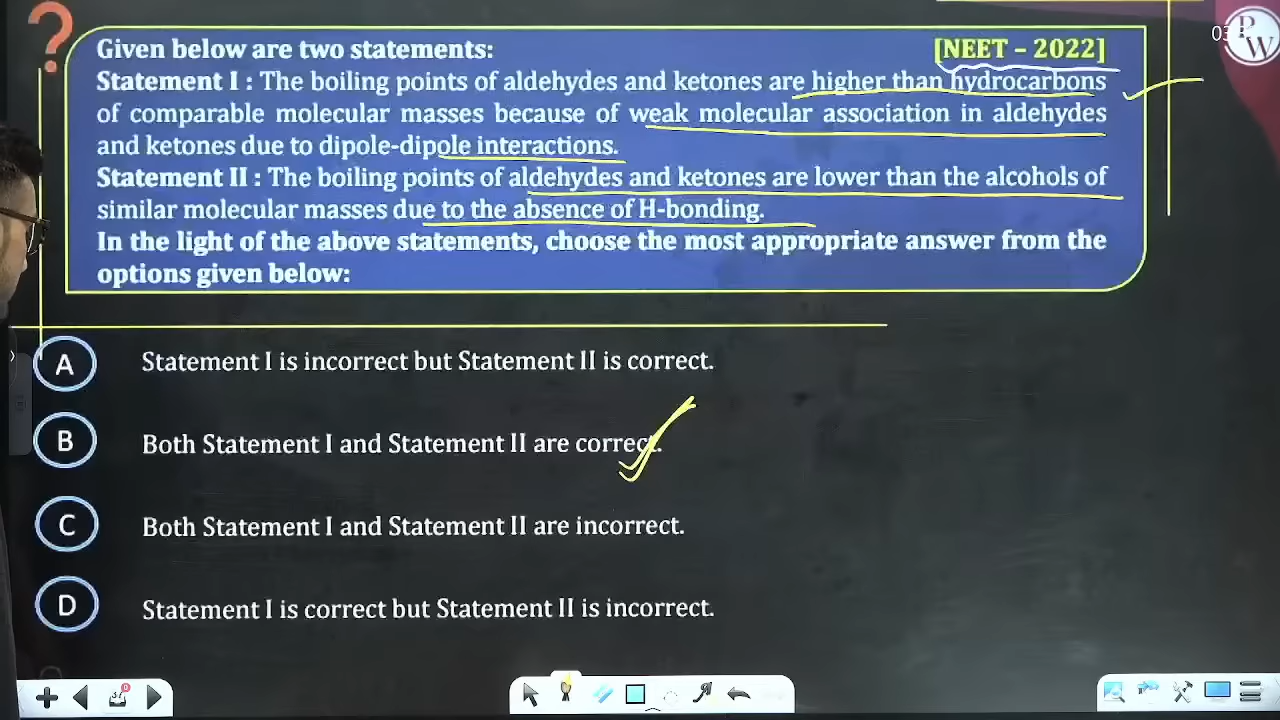 Given below are two statements: [NEET – 2022]
Statement I : The boiling points of aldehydes and ketones are higher than hydrocarbons
of comparable molecular masses because of weak molecular association in aldehydes
and ketones due to dipole-dipole interactions.
Statement II : The boiling points of aldehydes and ketones are lower than the alcohols of
similar molecular masses due to the absence of H-bonding.
In the light of the above statements, choose the most appropriate answer from the
options given below:
A Statement I is incorrect but Statement II is correct.
B Both Statement I and Statement II are correct.
C Both Statement I and Statement II are incorrect.
D Statement I is correct but Statement II is incorrect.
PW